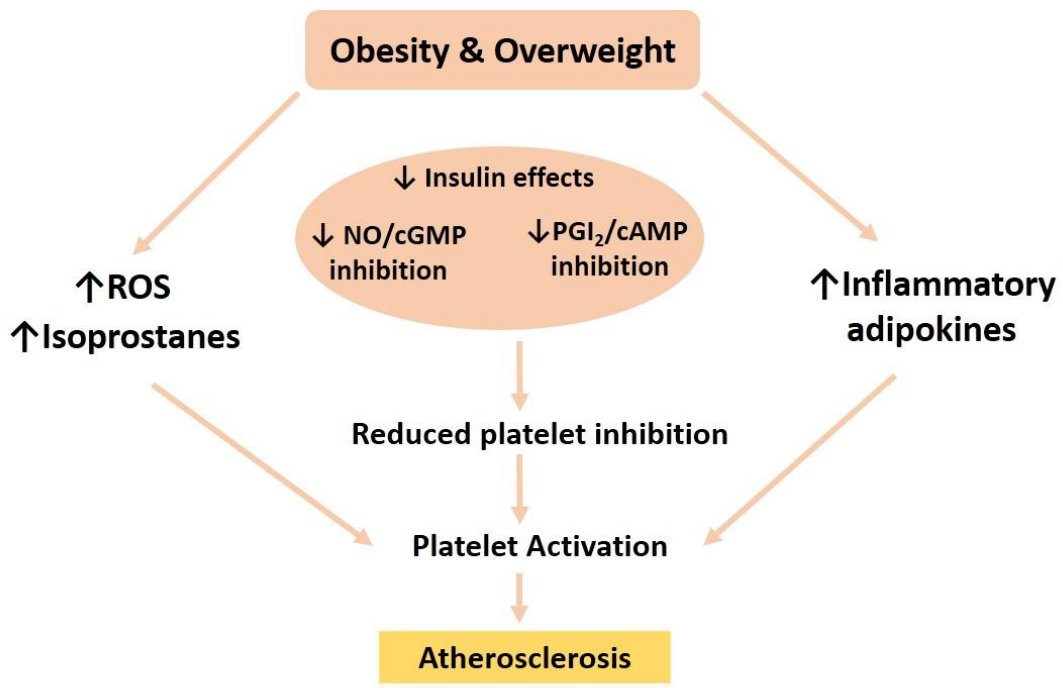 Obesity & Overweight
↓ Insulin effects
↓ NO/cGMP
inhibition
↓PGI₂/cAMP
inhibition
↑ROS
↑Isoprostanes
↑Inflammatory
adipokines
Reduced platelet inhibition
Platelet Activation
Atherosclerosis